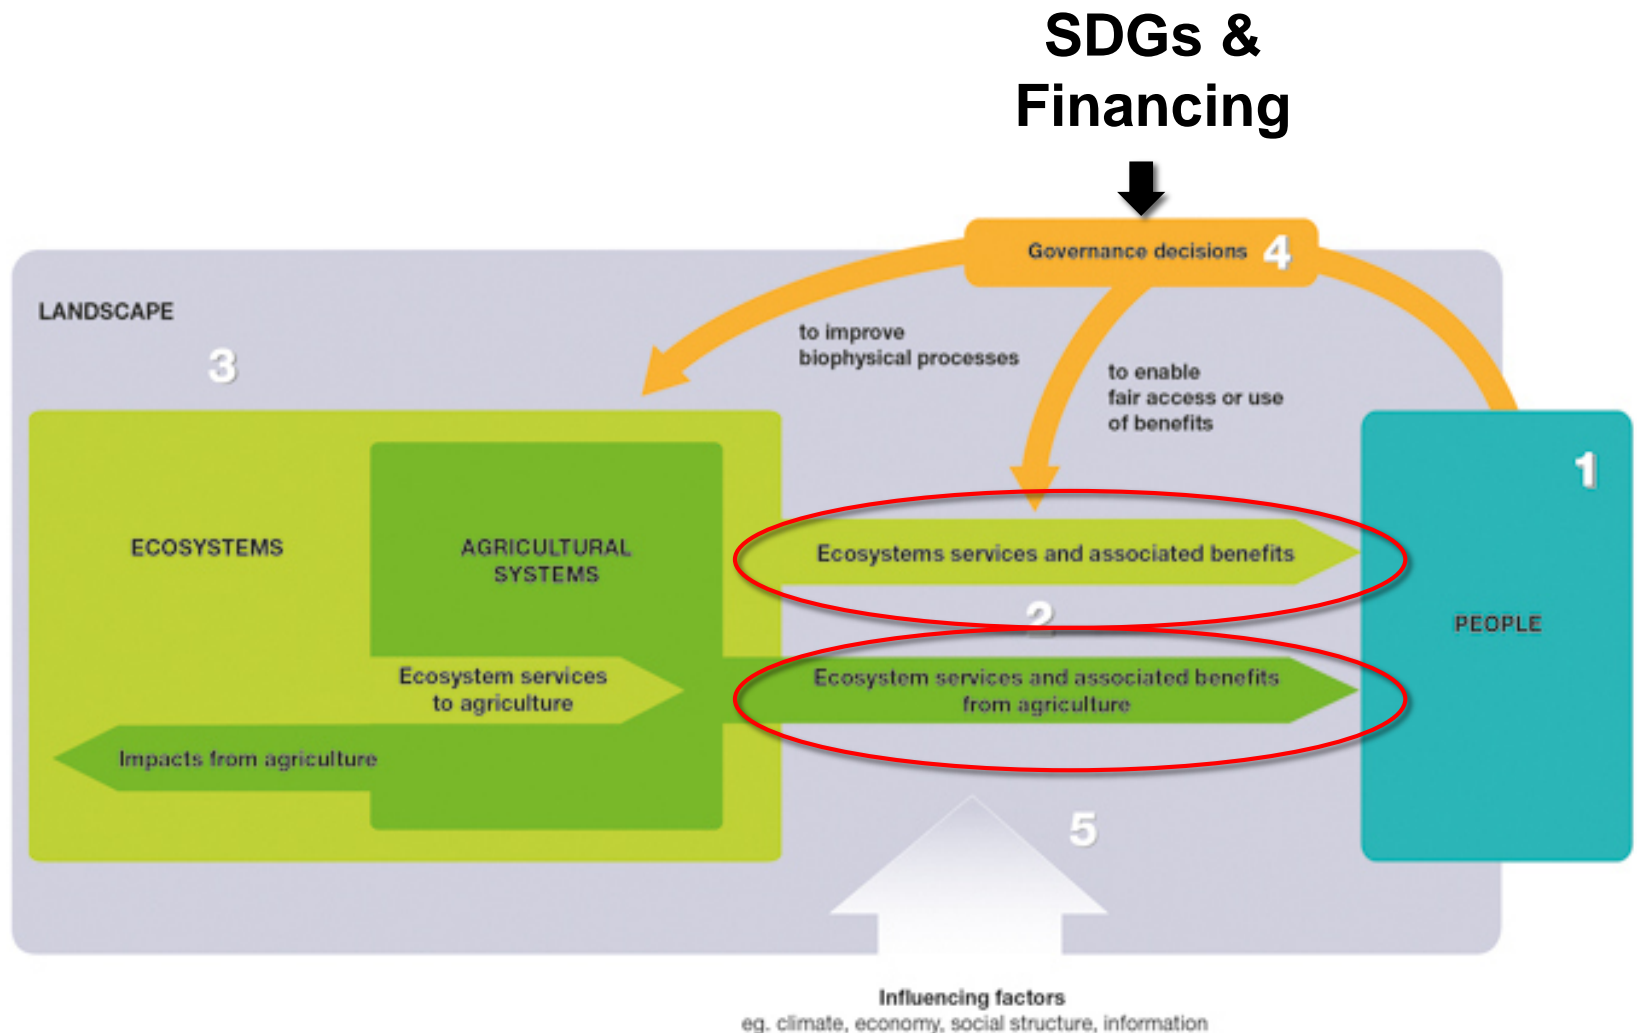 SDGs &
Financing
Governance decisions 4
LANDSCAPE
3
to improve
biophysical processes
to enable
fair access or use
of benefits
1
ECOSYSTEMS
AGRICULTURAL
SYSTEMS
Ecosystems services and associated benefits
2
PEOPLE
Ecosystem services
to agriculture
Ecosystem services and associated benefits
from agriculture
Impacts from agriculture
5
Influencing factors
eg. climate, economy, social structure, information